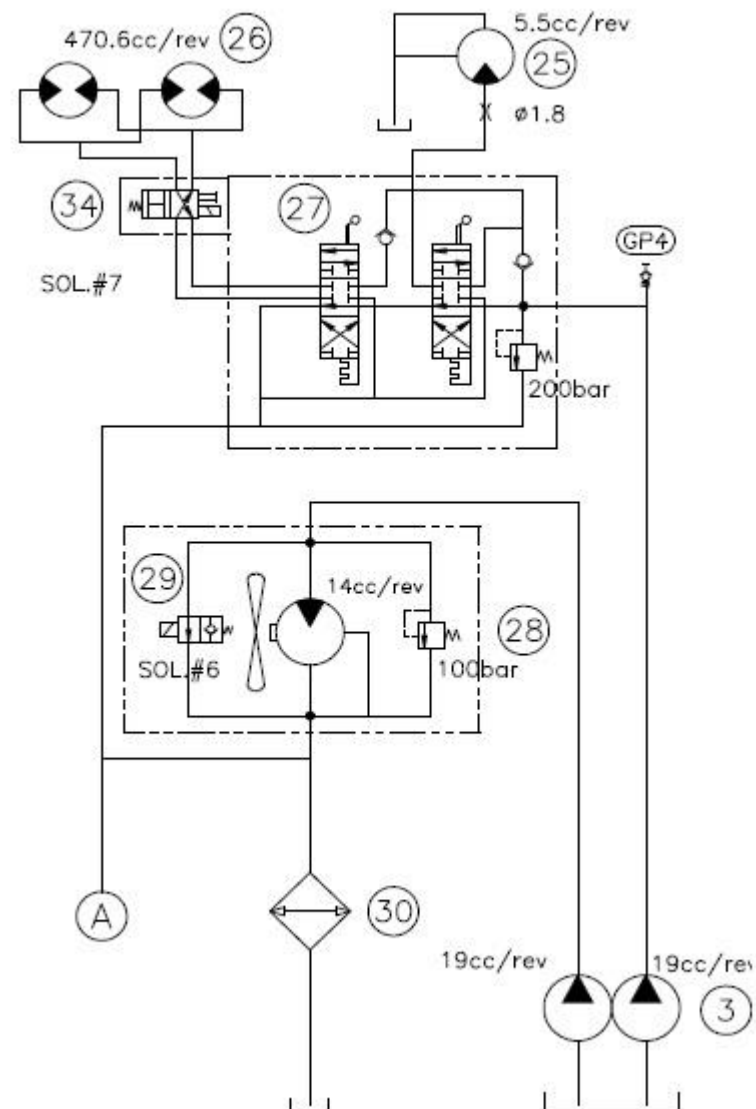 470.6cc/rev 26
5.5cc/rev
25
ø1.8
34
27
GP4
SOL.#7
200bar
29
14cc/rev
28
SOL.#6
100bar
A
30
19cc/rev
19cc/rev
3